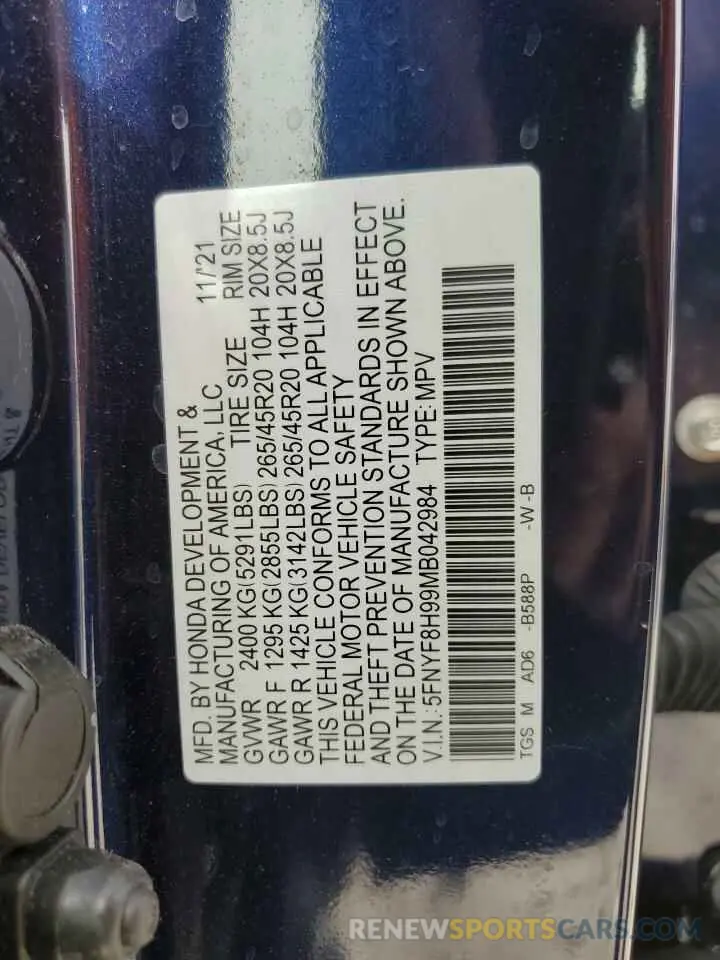 MFD. BY HONDA DEVELOPMENT &
MANUFACTURING OF AMERICA, LLC 11/'21
GVWR 2400 KG(5291LBS) TIRE SIZE RIM SIZE
GAWR F 1295 KG(2855LBS) 265/45R20 104H 20X8.5J
GAWR R 1425 KG(3142LBS) 265/45R20 104H 20X8.5J
THIS VEHICLE CONFORMS TO ALL APPLICABLE
FEDERAL MOTOR VEHICLE SAFETY
AND THEFT PREVENTION STANDARDS IN EFFECT
ON THE DATE OF MANUFACTURE SHOWN ABOVE.
V.I.N.:5FNYF8H99MB042984 TYPE:MPV
TGS M AD6 -B588P -W -B
RENEWSPORTSCARS.COM